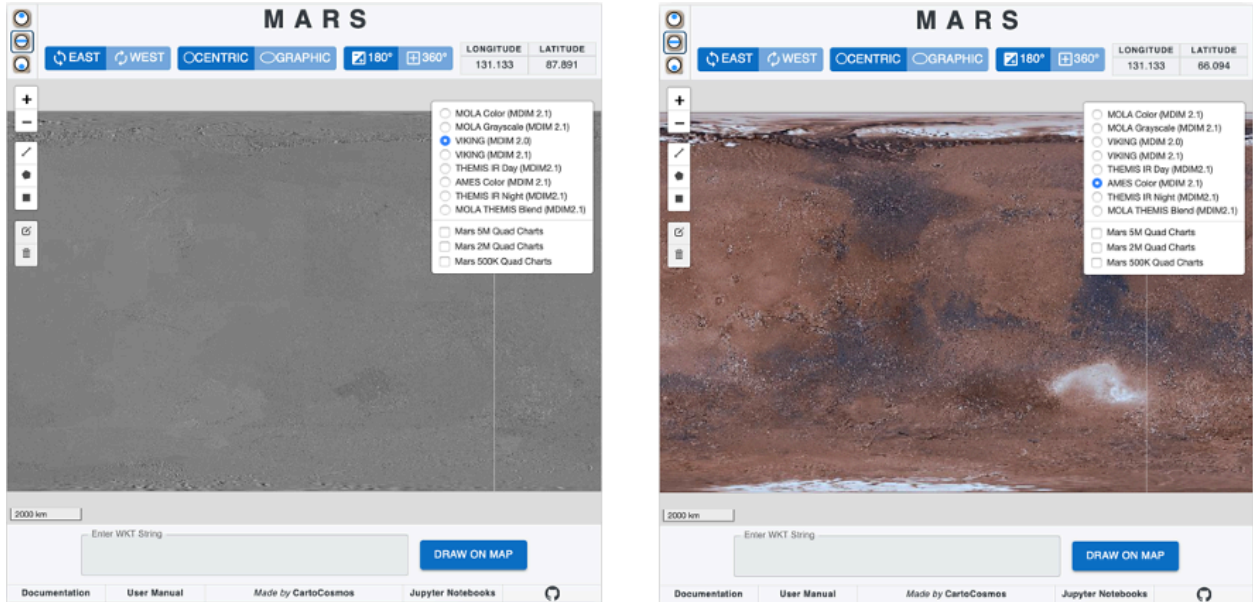 MARS
EAST WEST CENTRIC GRAPHIC 180° 360° LONGITUDE LATITUDE
131.133 87.891
+
−
MOLA Color (MDIM 2.1)
MOLA Grayscale (MDIM 2.1)
VIKING (MDIM 2.0)
VIKING (MDIM 2.1)
THEMIS IR Day (MDIM2.1)
AMES Color (MDIM 2.1)
THEMIS IR Night (MDIM2.1)
MOLA THEMIS Blend (MDIM2.1)
Mars 5M Quad Charts
Mars 2M Quad Charts
Mars 500K Quad Charts
2000 km
Enter WKT String
DRAW ON MAP
Documentation User Manual Made by CartoCosmos Jupyter Notebooks
MARS
EAST WEST CENTRIC GRAPHIC 180° 360° LONGITUDE LATITUDE
131.133 66.094
+
−
MOLA Color (MDIM 2.1)
MOLA Grayscale (MDIM 2.1)
VIKING (MDIM 2.0)
VIKING (MDIM 2.1)
THEMIS IR Day (MDIM2.1)
AMES Color (MDIM 2.1)
THEMIS IR Night (MDIM2.1)
MOLA THEMIS Blend (MDIM2.1)
Mars 5M Quad Charts
Mars 2M Quad Charts
Mars 500K Quad Charts
2000 km
Enter WKT String
DRAW ON MAP
Documentation User Manual Made by CartoCosmos Jupyter Notebooks